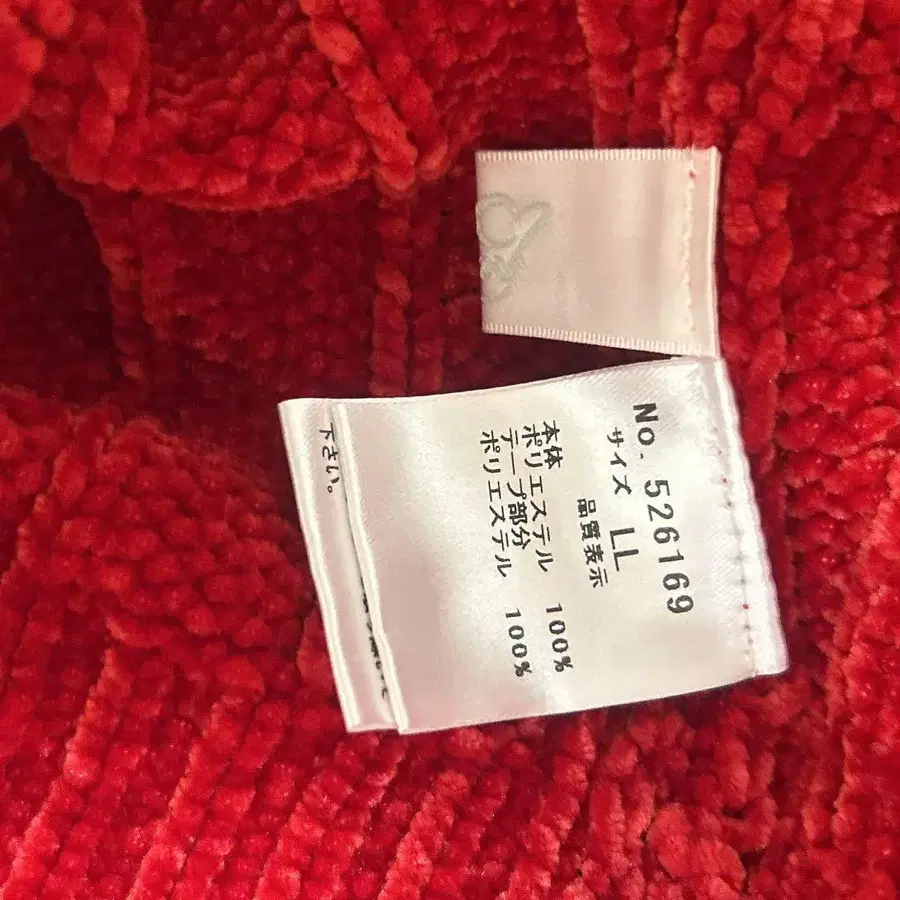 No. 526169
サイズ LL
品質表示
本体
ポリエステル 100%
テープ部分
ポリエステル 100%
下さい。